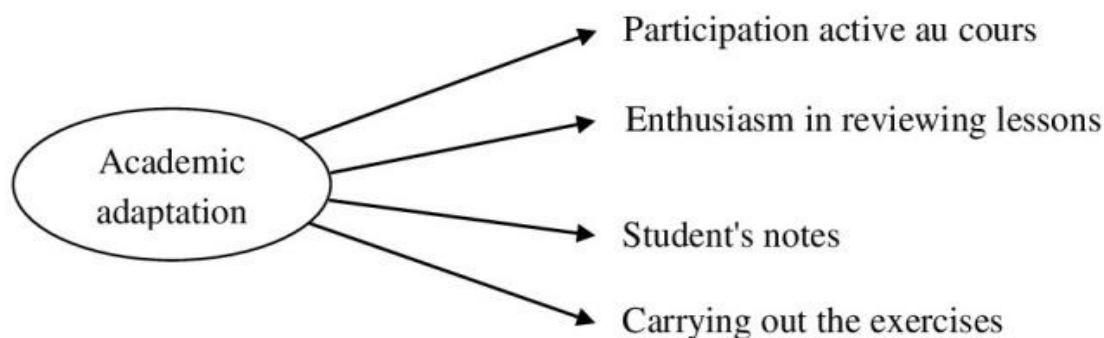 Academic
adaptation
Participation active au cours
Enthusiasm in reviewing lessons
Student's notes
Carrying out the exercises